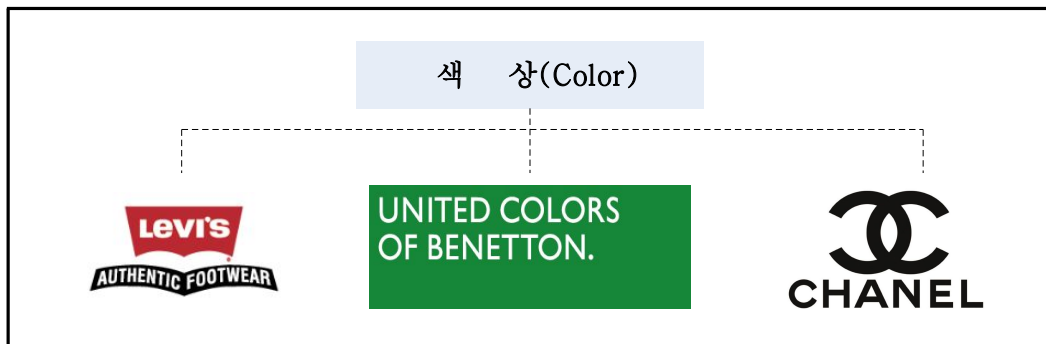 색 상(Color)
LEVI'S
AUTHENTIC FOOTWEAR
UNITED COLORS
OF BENETTON.
CHANEL